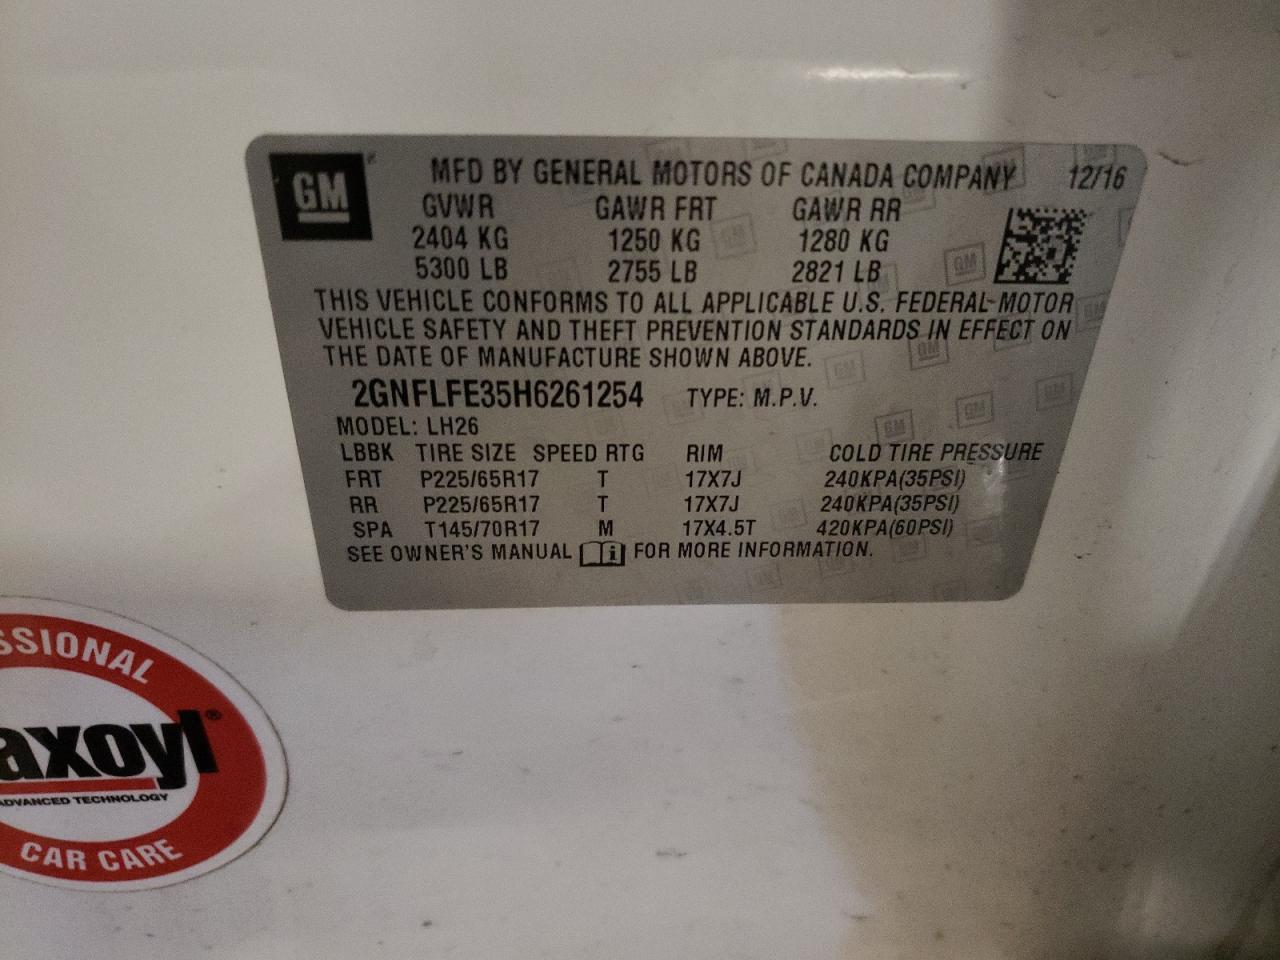 GM® MFD BY GENERAL MOTORS OF CANADA COMPANY 12/16
GVWR GAWR FRT GAWR RR
2404 KG 1250 KG 1280 KG
5300 LB 2755 LB 2821 LB
THIS VEHICLE CONFORMS TO ALL APPLICABLE U.S. FEDERAL MOTOR
VEHICLE SAFETY AND THEFT PREVENTION STANDARDS IN EFFECT ON
THE DATE OF MANUFACTURE SHOWN ABOVE.
2GNFLFE35H6261254 TYPE: M.P.V.
MODEL: LH26
LBBK TIRE SIZE SPEED RTG RIM COLD TIRE PRESSURE
FRT P225/65R17 T 17X7J 240KPA(35PSI)
RR P225/65R17 T 17X7J 240KPA(35PSI)
SPA T145/70R17 M 17X4.5T 420KPA(60PSI)
SEE OWNER'S MANUAL i FOR MORE INFORMATION.
SSIONAL
axoyl®
ADVANCED TECHNOLOGY
CAR CARE